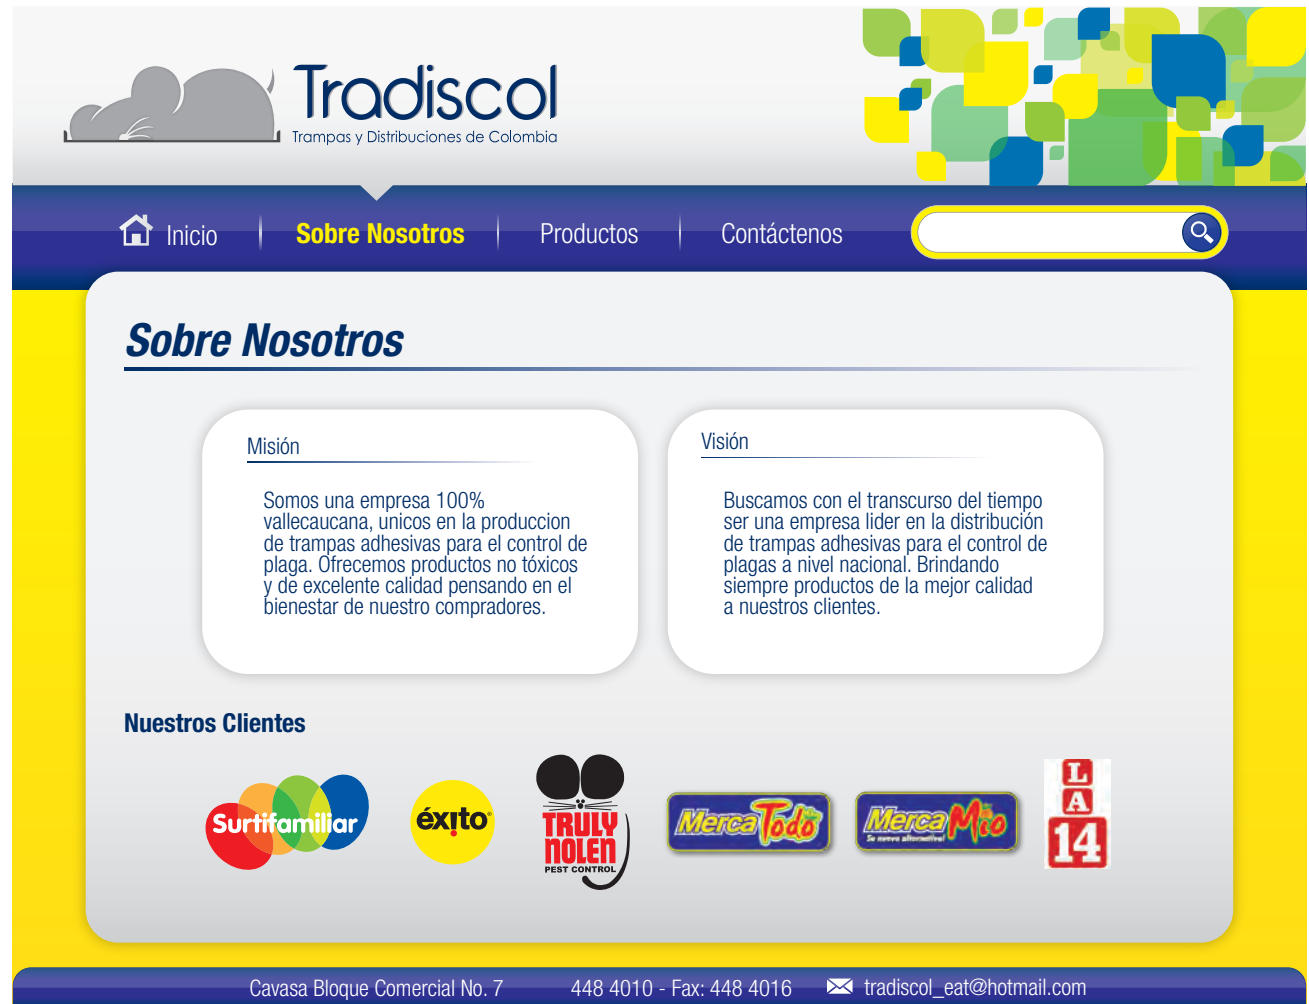 Tradiscol
Trampas y Distribuciones de Colombia
Inicio
Sobre Nosotros
Productos
Contáctenos
Sobre Nosotros
Misión
Somos una empresa 100%
vallecaucana, unicos en la produccion
de trampas adhesivas para el control de
plaga. Ofrecemos productos no tóxicos
y de excelente calidad pensando en el
bienestar de nuestro compradores.
Visión
Buscamos con el transcurso del tiempo
ser una empresa lider en la distribución
de trampas adhesivas para el control de
plagas a nivel nacional. Brindando
siempre productos de la mejor calidad
a nuestros clientes.
Nuestros Clientes
Surtifamiliar
éxito
TRULY
NOLEN
PEST CONTROL
MercaTodo
MercaMío
Su nueva alternativa!
LA
14
Cavasa Bloque Comercial No. 7
448 4010 - Fax: 448 4016
tradiscol_eat@hotmail.com